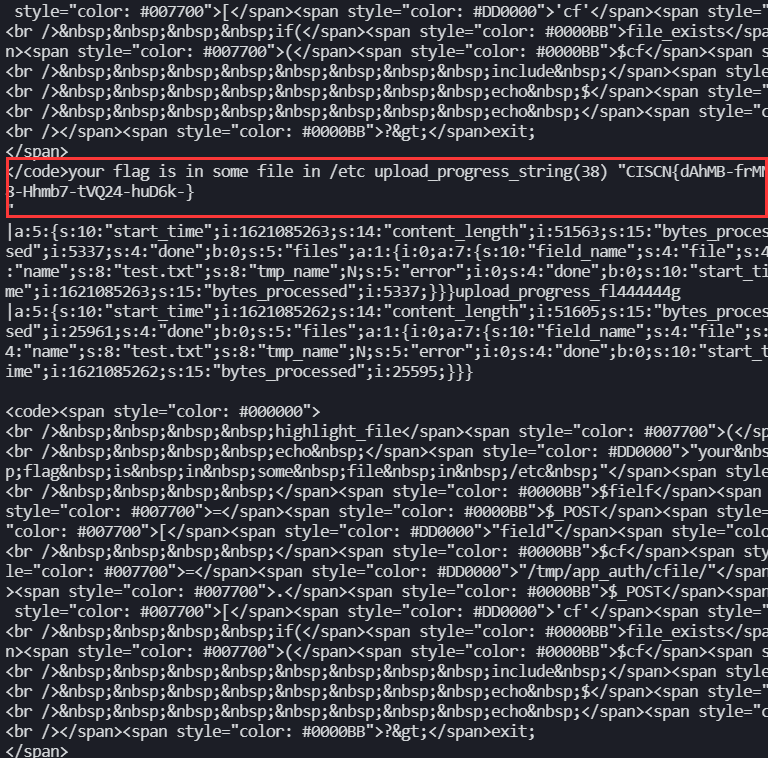 style="color: #007700">[</span><span style="color: #DD0000">'cf'</span><span style="
<br />&nbsp;&nbsp;&nbsp;&nbsp;if(</span><span style="color: #0000BB">file_exists</spa
n><span style="color: #007700">(</span><span style="color: #0000BB">$cf</span><span st
<br />&nbsp;&nbsp;&nbsp;&nbsp;&nbsp;&nbsp;&nbsp;&nbsp;include&nbsp;</span><span style
<br />&nbsp;&nbsp;&nbsp;&nbsp;&nbsp;&nbsp;&nbsp;&nbsp;echo&nbsp;$</span><span style="
<br />&nbsp;&nbsp;&nbsp;&nbsp;&nbsp;&nbsp;&nbsp;&nbsp;echo&nbsp;</span><span style="c
<br /></span><span style="color: #0000BB">?&gt;</span>exit;
</span>
</code>your flag is in some file in /etc upload_progress_string(38) "CISCN{dAhMB-frMM
8-Hhmb7-tVQ24-huD6k-}
"
|a:5:{s:10:"start_time";i:1621085263;s:14:"content_length";i:51563;s:15:"bytes_proces
sed";i:5337;s:4:"done";b:0;s:5:"files";a:1:{i:0;a:7:{s:10:"field_name";s:4:"file";s:4
:"name";s:8:"test.txt";s:8:"tmp_name";N;s:5:"error";i:0;s:4:"done";b:0;s:10:"start_ti
me";i:1621085263;s:15:"bytes_processed";i:5337;}}}upload_progress_fl444444g
|a:5:{s:10:"start_time";i:1621085262;s:14:"content_length";i:51605;s:15:"bytes_proces
sed";i:25961;s:4:"done";b:0;s:5:"files";a:1:{i:0;a:7:{s:10:"field_name";s:4:"file";s:
4:"name";s:8:"test.txt";s:8:"tmp_name";N;s:5:"error";i:0;s:4:"done";b:0;s:10:"start_t
ime";i:1621085262;s:15:"bytes_processed";i:25595;}}}
<code><span style="color: #000000">
<br />&nbsp;&nbsp;&nbsp;&nbsp;highlight_file</span><span style="color: #007700">(</sp
<br />&nbsp;&nbsp;&nbsp;&nbsp;echo&nbsp;</span><span style="color: #DD0000">"your&nbs
p;flag&nbsp;is&nbsp;in&nbsp;some&nbsp;file&nbsp;in&nbsp;/etc&nbsp;"</span><span style
<br />&nbsp;&nbsp;&nbsp;&nbsp;</span><span style="color: #0000BB">$fielf</span><span 
style="color: #007700">=</span><span style="color: #0000BB">$_POST</span><span style=
"color: #007700">[</span><span style="color: #DD0000">"field"</span><span style="colo
<br />&nbsp;&nbsp;&nbsp;&nbsp;</span><span style="color: #0000BB">$cf</span><span sty
le="color: #007700">=</span><span style="color: #DD0000">"/tmp/app_auth/cfile/"</span
><span style="color: #007700">.</span><span style="color: #0000BB">$_POST</span><span
 style="color: #007700">[</span><span style="color: #DD0000">'cf'</span><span style="
<br />&nbsp;&nbsp;&nbsp;&nbsp;if(</span><span style="color: #0000BB">file_exists</spa
n><span style="color: #007700">(</span><span style="color: #0000BB">$cf</span><span st
<br />&nbsp;&nbsp;&nbsp;&nbsp;&nbsp;&nbsp;&nbsp;&nbsp;include&nbsp;</span><span style
<br />&nbsp;&nbsp;&nbsp;&nbsp;&nbsp;&nbsp;&nbsp;&nbsp;echo&nbsp;$</span><span style="
<br />&nbsp;&nbsp;&nbsp;&nbsp;&nbsp;&nbsp;&nbsp;&nbsp;echo&nbsp;</span><span style="c
<br /></span><span style="color: #0000BB">?&gt;</span>exit;
</span>